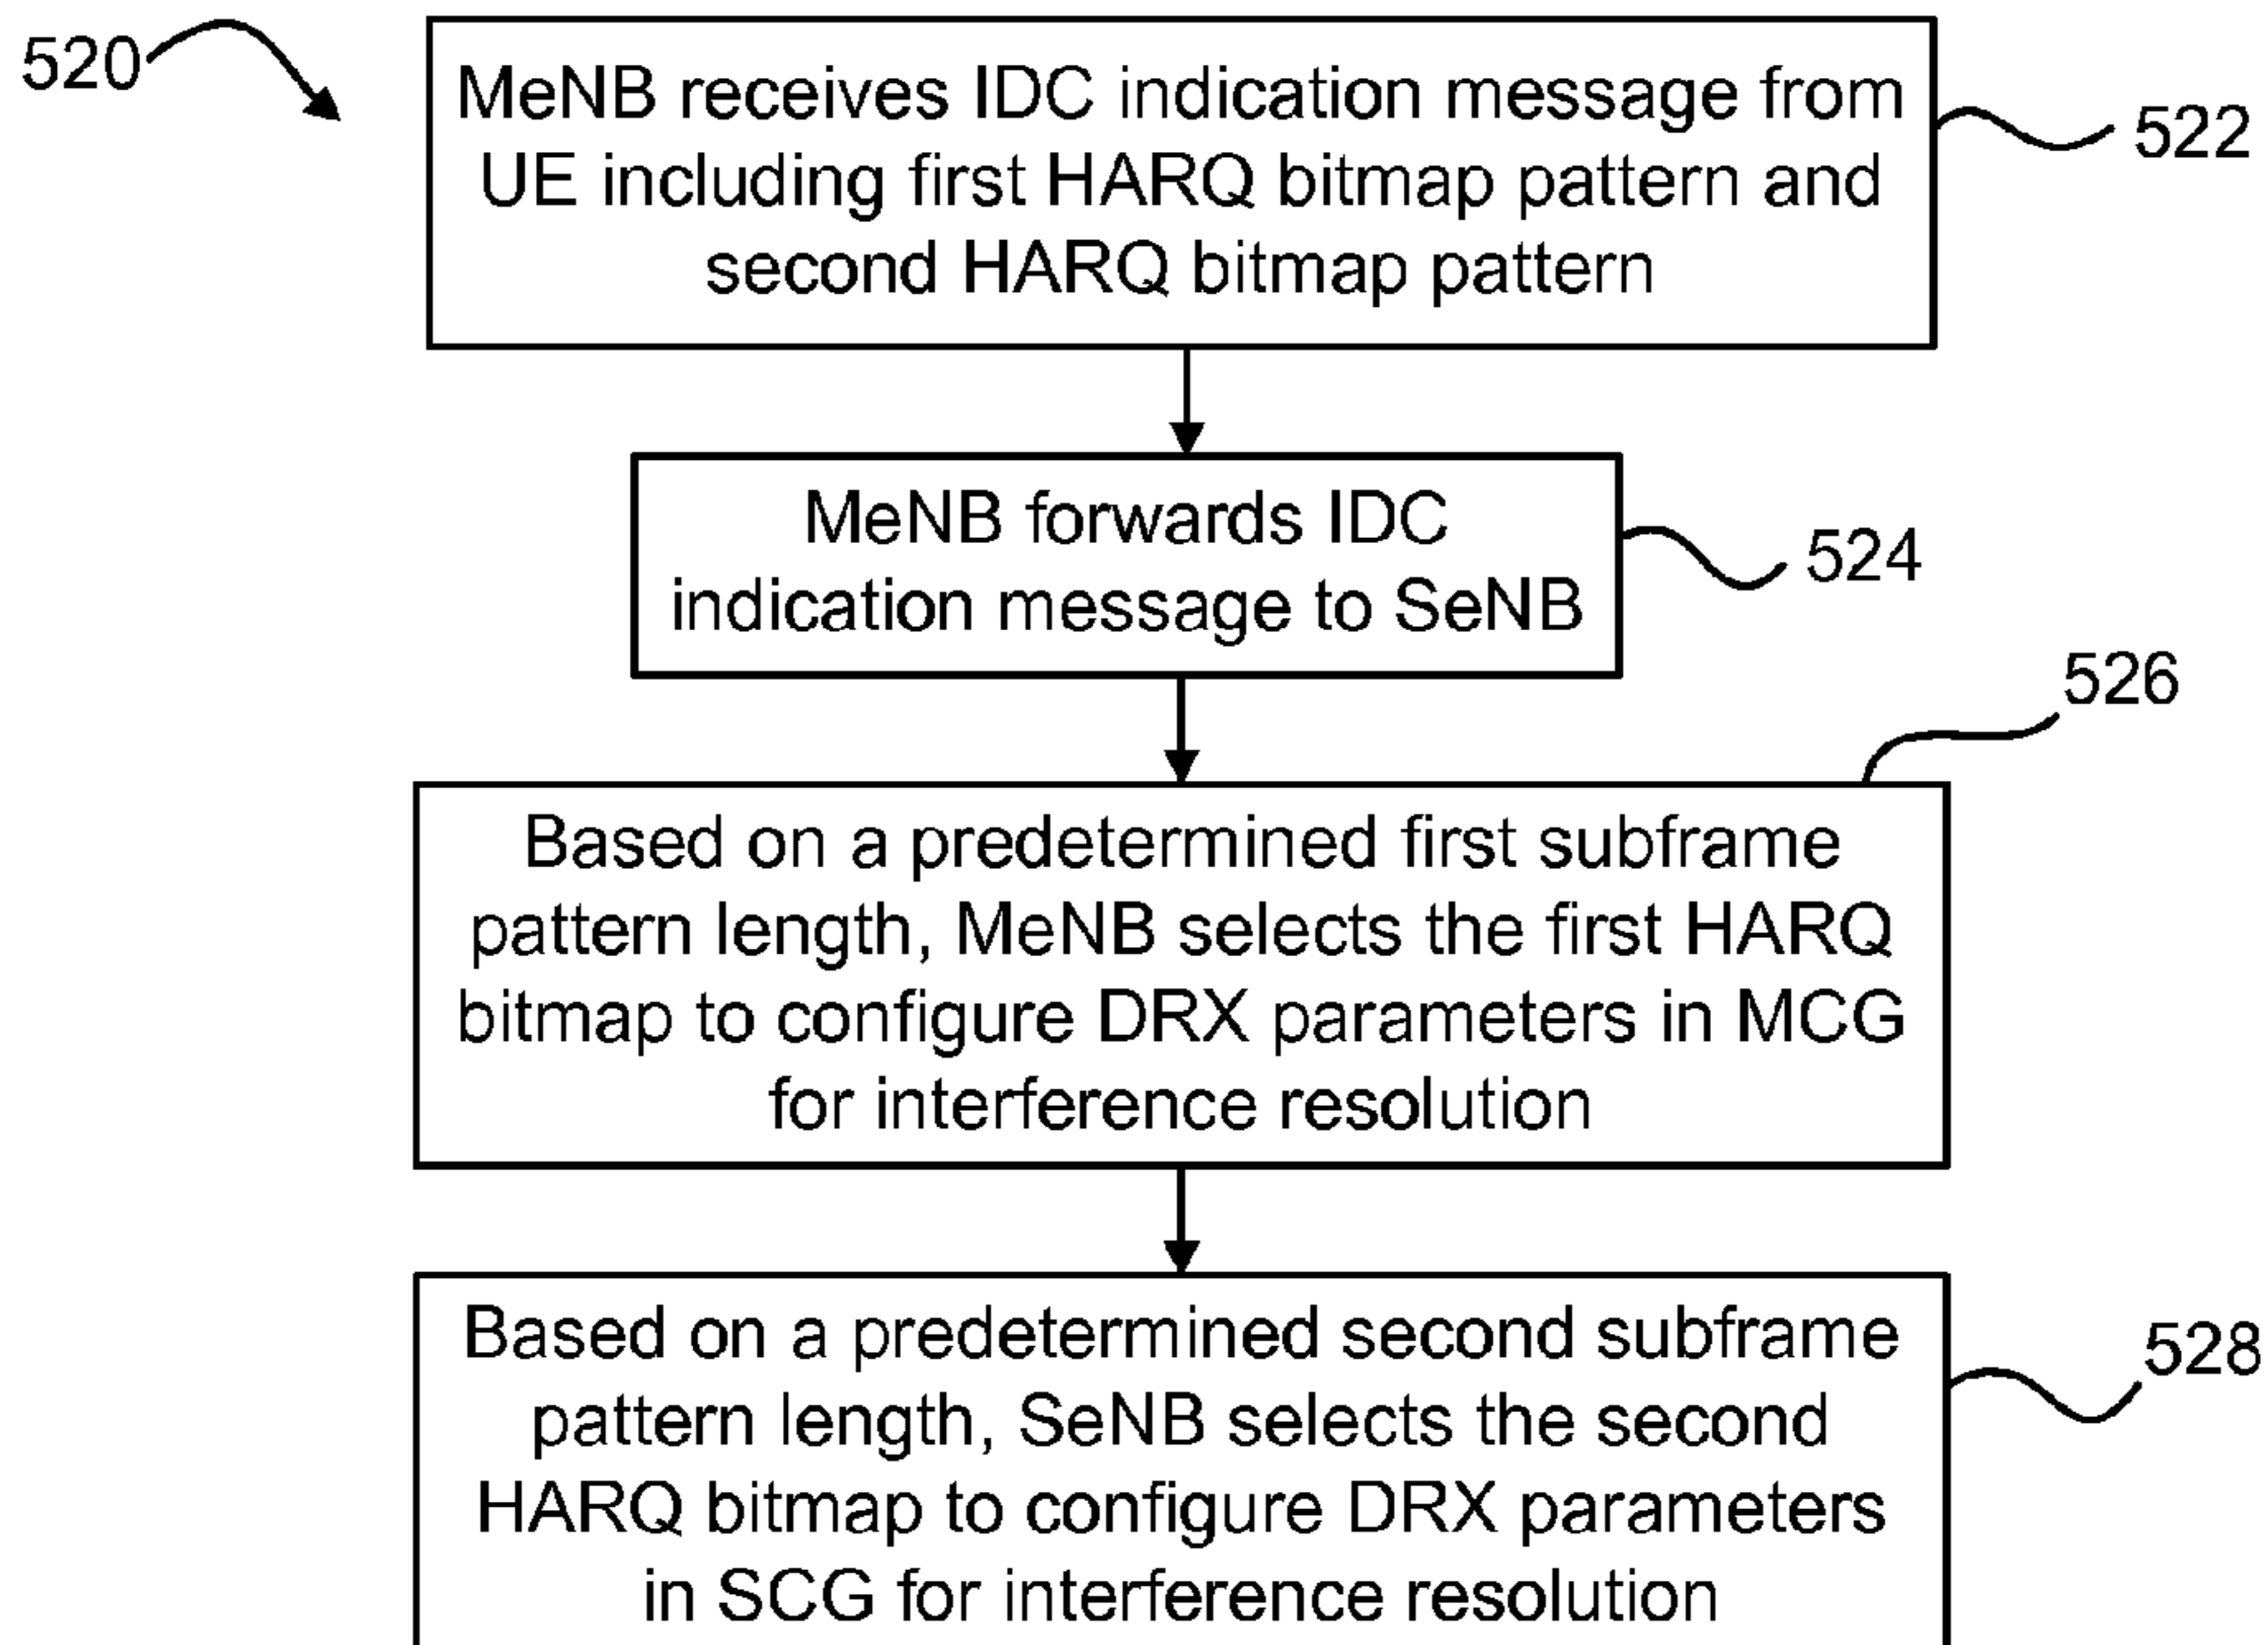 520
MeNB receives IDC indication message from
UE including first HARQ bitmap pattern and
second HARQ bitmap pattern
522
MeNB forwards IDC
indication message to SeNB
524
526
Based on a predetermined first subframe
pattern length, MeNB selects the first HARQ
bitmap to configure DRX parameters in MCG
for interference resolution
Based on a predetermined second subframe
pattern length, SeNB selects the second
HARQ bitmap to configure DRX parameters
in SCG for interference resolution
528